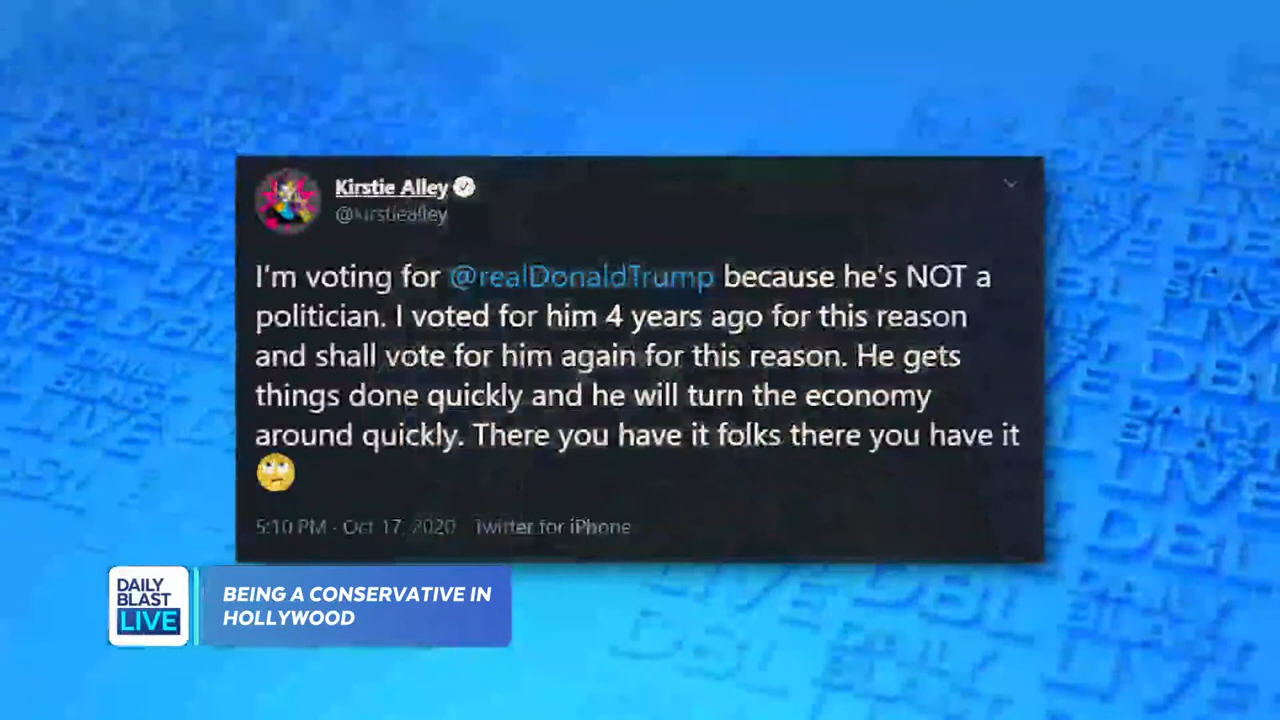 Kirstie Alley
@kirstiealley
I'm voting for @realDonaldTrump because he's NOT a
politician. I voted for him 4 years ago for this reason
and shall vote for him again for this reason. He gets
things done quickly and he will turn the economy
around quickly. There you have it folks there you have it
🙄
5:10 PM · Oct 17, 2020 Twitter for iPhone
DAILY
BLAST
LIVE
BEING A CONSERVATIVE IN
HOLLYWOOD